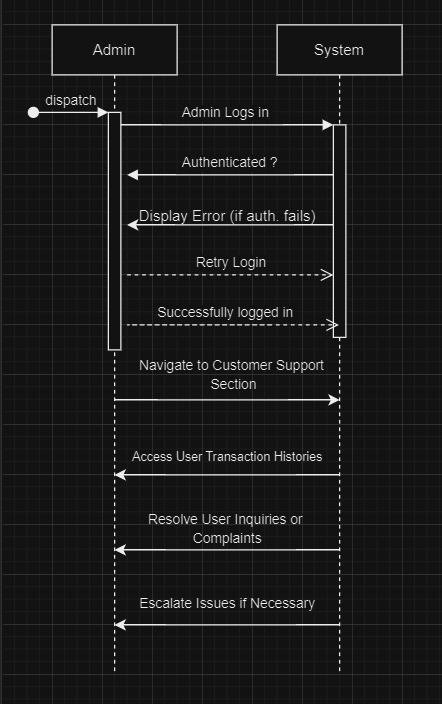 Admin
System
dispatch
Admin Logs in
Authenticated ?
Display Error (if auth. fails)
Retry Login
Successfully logged in
Navigate to Customer Support
Section
Access User Transaction Histories
Resolve User Inquiries or
Complaints
Escalate Issues if Necessary